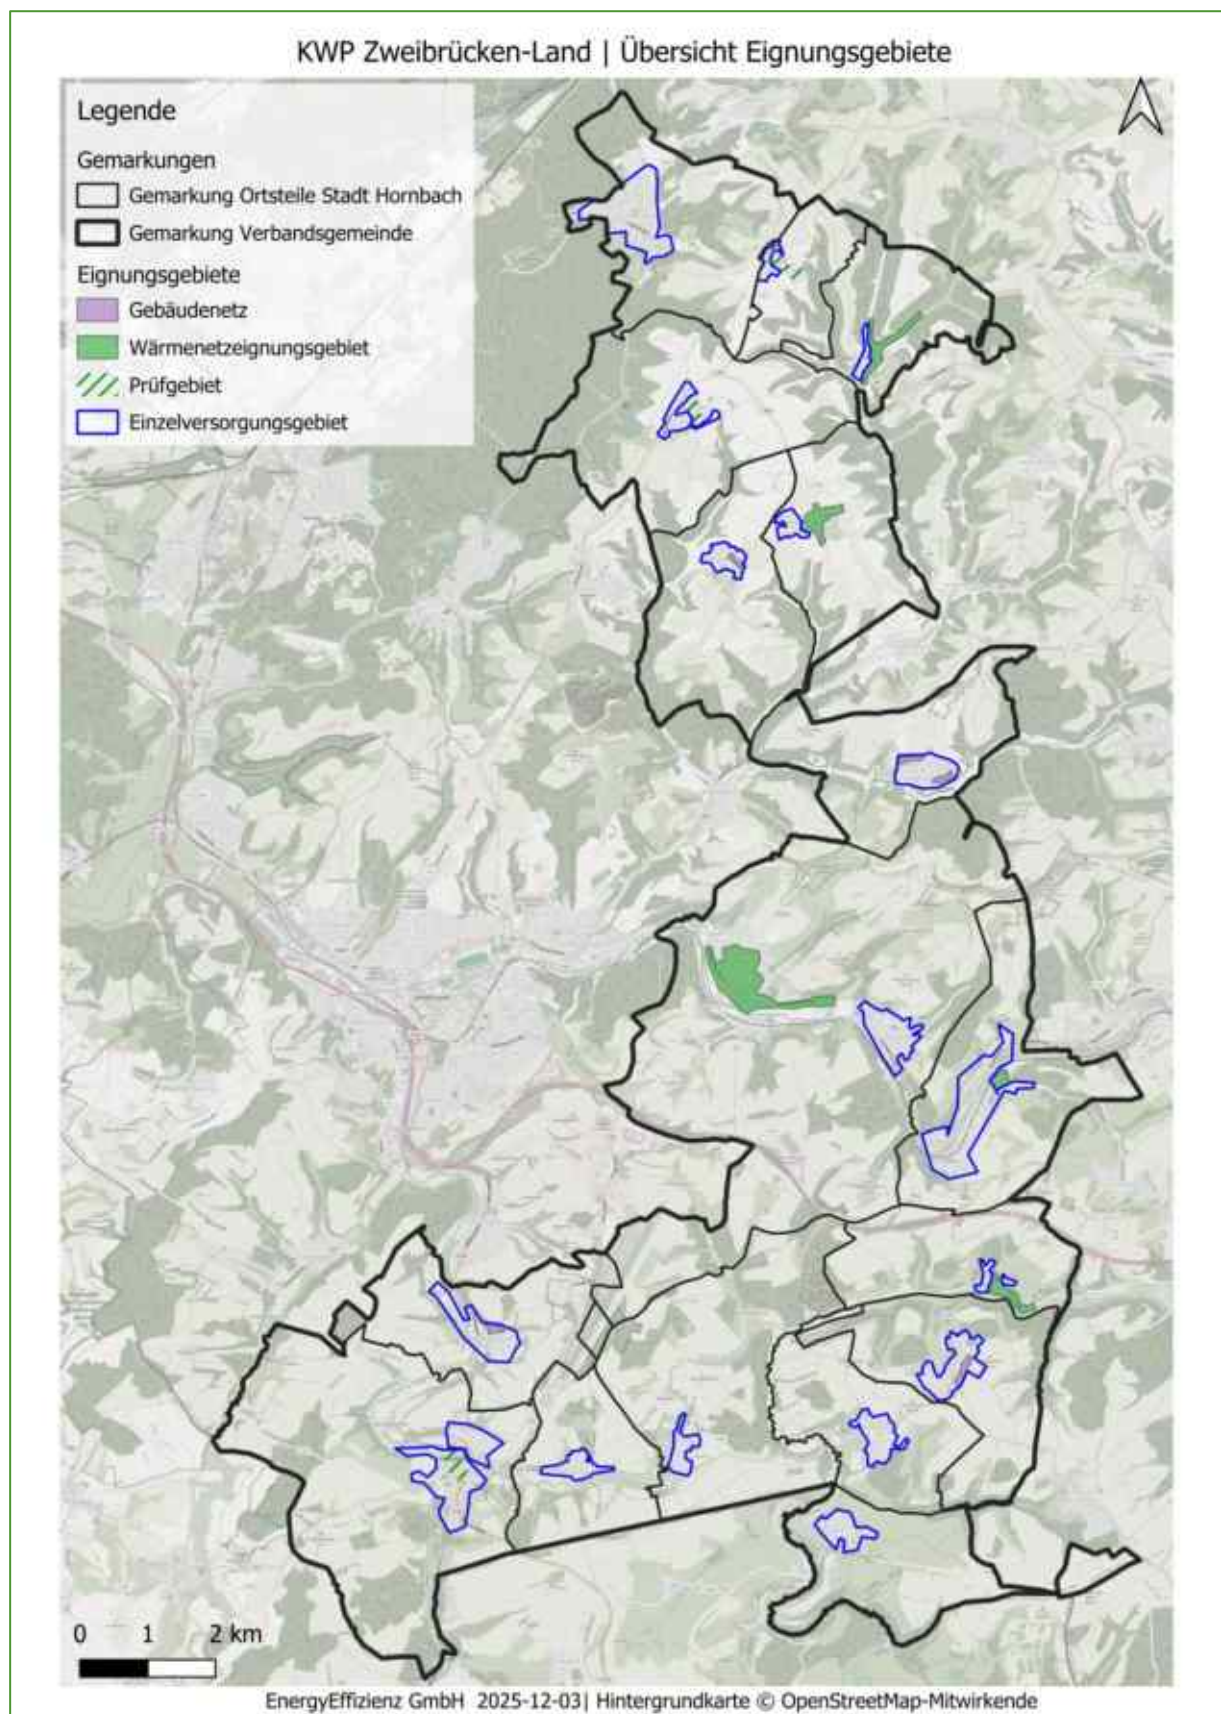 KWP Zweibrücken-Land | Übersicht Eignungsgebiete
Legende
Gemarkungen
Gemarkung Ortsteile Stadt Hornbach
Gemarkung Verbandsgemeinde
Eignungsgebiete
Gebäudenetz
Wärmenetzeignungsgebiet
Prüfgebiet
Einzelversorgungsgebiet
0 1 2 km
EnergyEffizienz GmbH 2025-12-03| Hintergrundkarte © OpenStreetMap-Mitwirkende